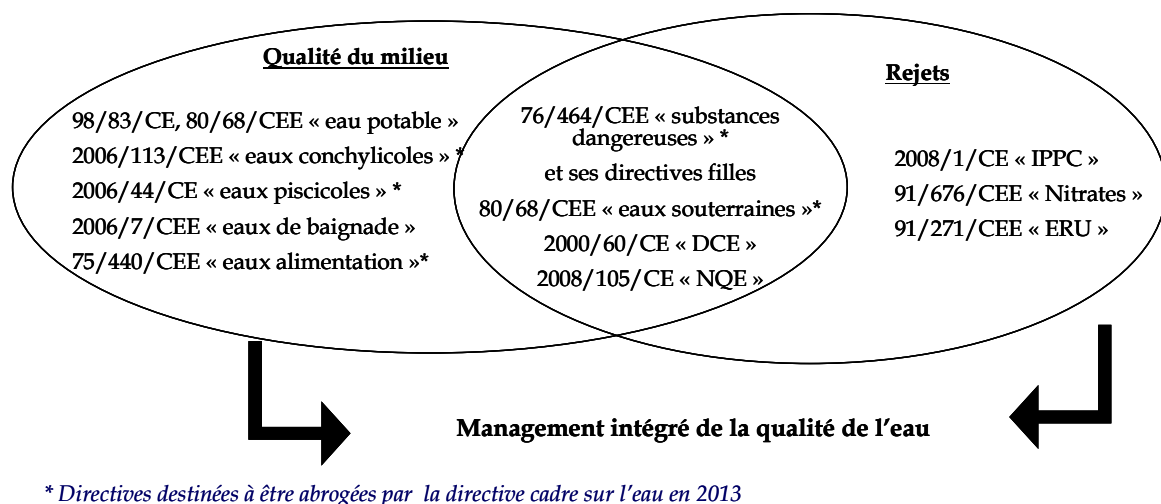 Qualité du milieu
98/83/CE, 80/68/CEE « eau potable »
2006/113/CEE « eaux conchylicoles » *
2006/44/CE « eaux piscicoles » *
2006/7/CEE « eaux de baignade »
75/440/CEE « eaux alimentation »*
76/464/CEE « substances
dangereuses » *
et ses directives filles
80/68/CEE « eaux souterraines »*
2000/60/CE « DCE »
2008/105/CE « NQE »
Rejets
2008/1/CE « IPPC »
91/676/CEE « Nitrates »
91/271/CEE « ERU »
Management intégré de la qualité de l’eau
* Directives destinées à être abrogées par la directive cadre sur l’eau en 2013